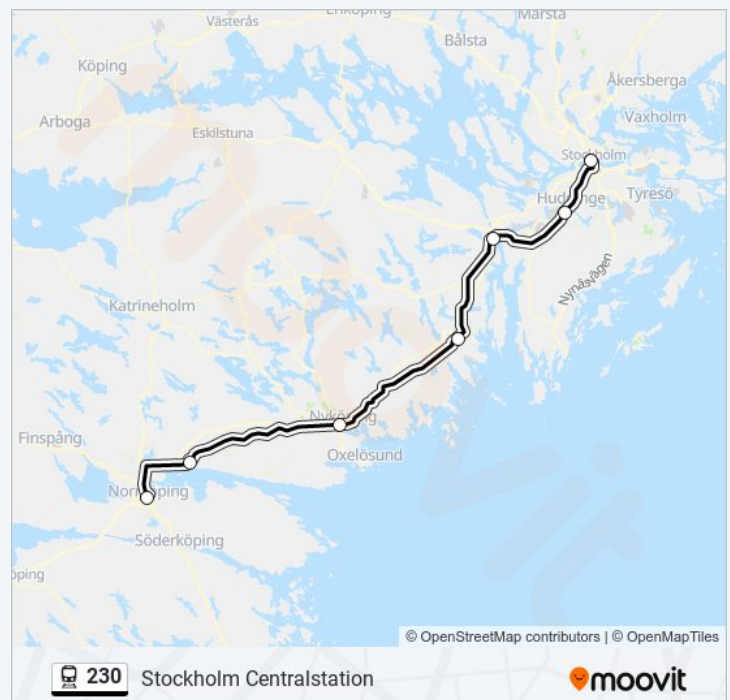 Enköping
Märsta
Västerås
Bålsta
Köping
Åkersberga
Arboga
Vaxholm
Eskilstuna
Stockholm
Huddinge
Tyresö
Nynäsvägen
Katrineholm
Nyköping
Finspång
Oxelösund
Norrköping
Söderköping
öping
© OpenStreetMap contributors | © OpenMapTiles
230 Stockholm Centralstation
moovit